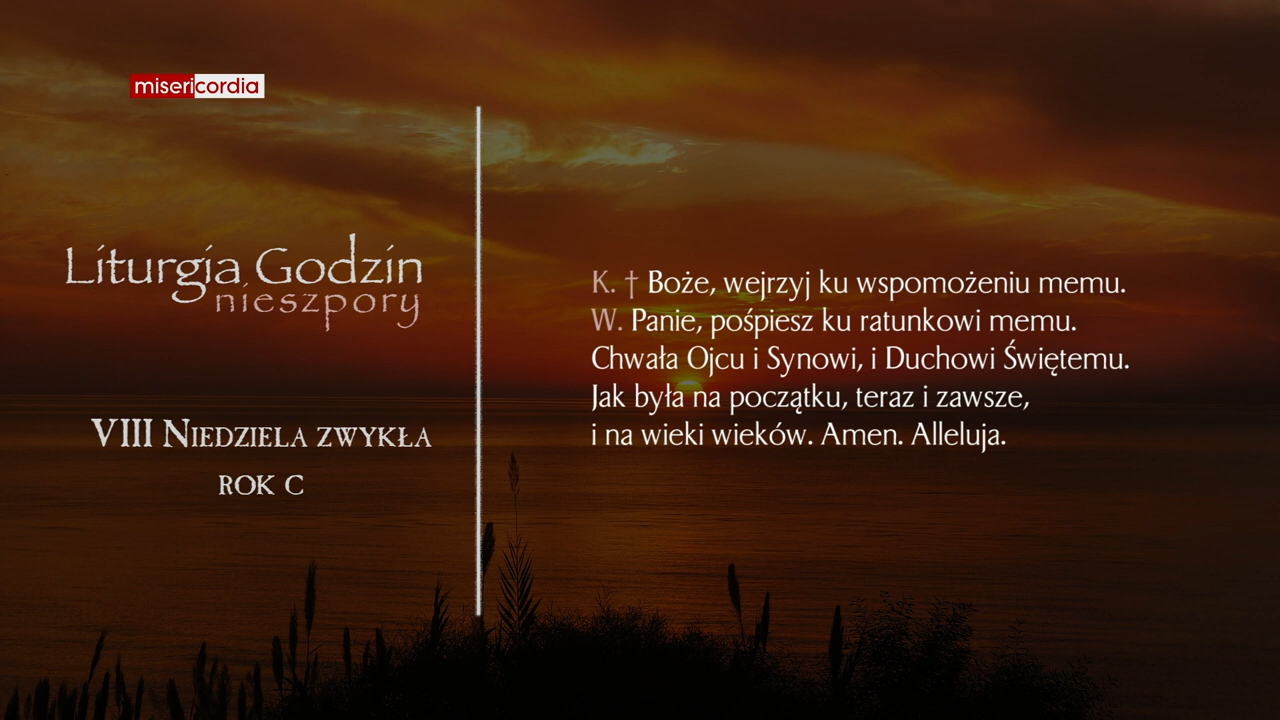 misericordia
Liturgia Godzin
nieszpory
VIII Niedziela zwykła
rok C
K. † Boże, wejrzyj ku wspomożeniu memu.
W. Panie, pośpiesz ku ratunkowi memu.
Chwała Ojcu i Synowi, i Duchowi Świętemu.
Jak była na początku, teraz i zawsze,
i na wieki wieków. Amen. Alleluja.